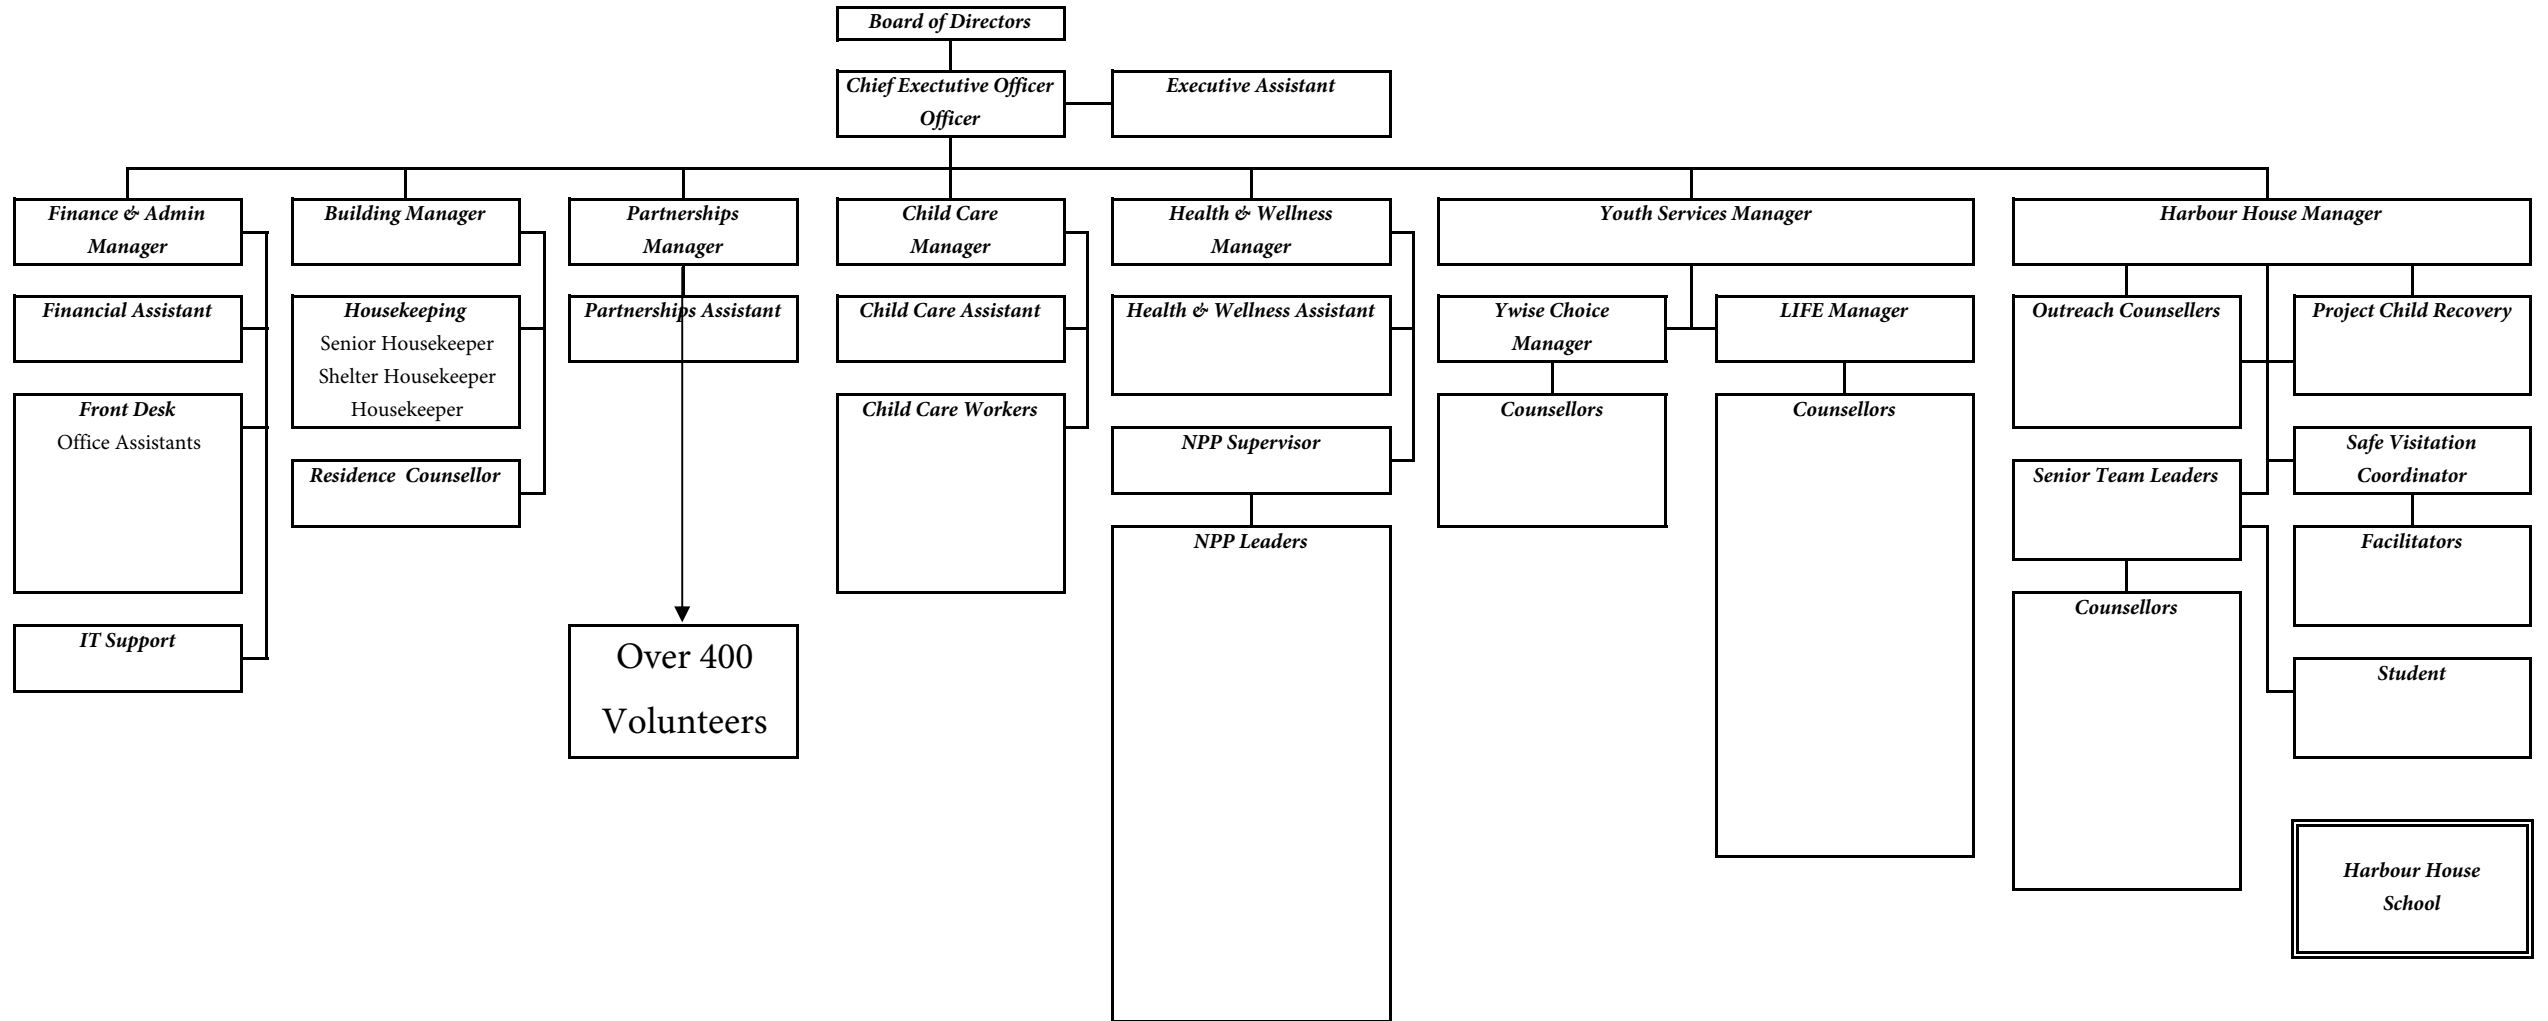 Board of Directors
Chief Exectutive Officer
Officer
Executive Assistant
Finance & Admin
Manager
Building Manager
Partnerships
Manager
Child Care
Manager
Health & Wellness
Manager
Youth Services Manager
Harbour House Manager
Financial Assistant
Housekeeping
Senior Housekeeper
Shelter Housekeeper
Housekeeper
Partnerships Assistant
Child Care Assistant
Health & Wellness Assistant
Ywise Choice
Manager
LIFE Manager
Outreach Counsellers
Project Child Recovery
Front Desk
Office Assistants
Child Care Workers
Counsellors
Counsellors
NPP Supervisor
Safe Visitation
Coordinator
Residence  Counsellor
Senior Team Leaders
NPP Leaders
Facilitators
Counsellors
IT Support
Over 400
Volunteers
Student
Harbour House
School